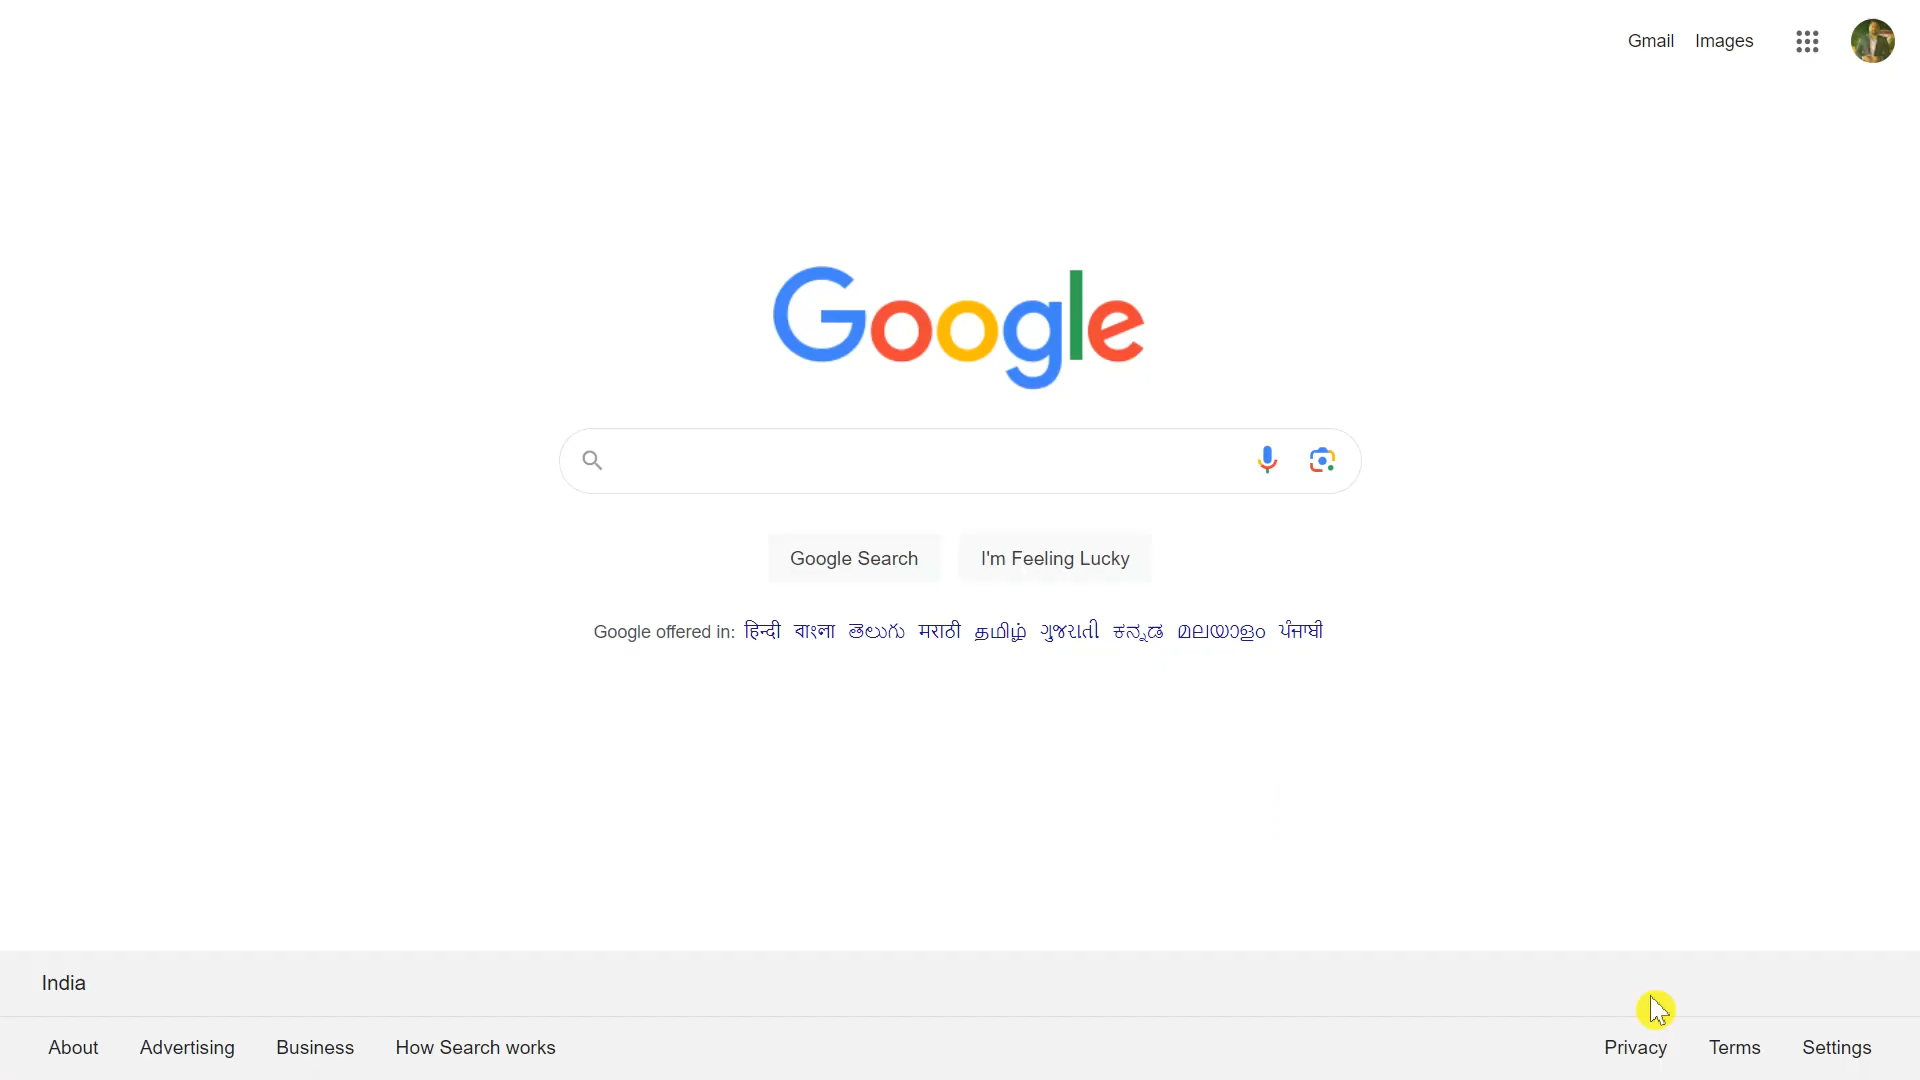 Gmail Images
Google
Google Search I'm Feeling Lucky
Google offered in: हिन्दी বাংলা తెలుగు मराठी தமிழ் ગુજરાતી ಕನ್ನಡ മലയാളം ਪੰਜਾਬੀ
India
About Advertising Business How Search works Privacy Terms Settings